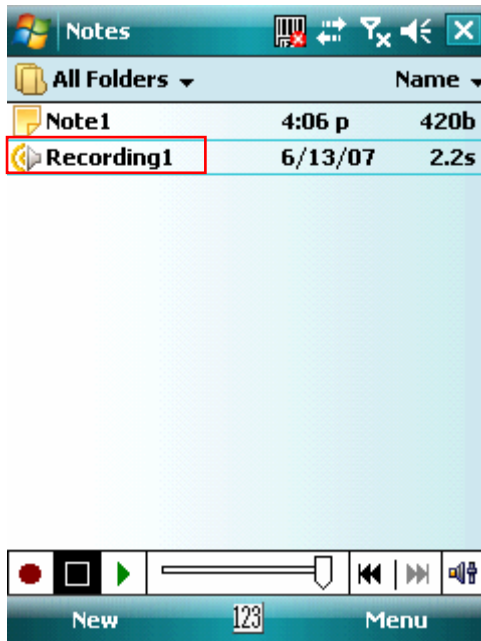 Notes
All Folders Name
Note1 4:06 p 420b
Recording1 6/13/07 2.2s
New 123 Menu